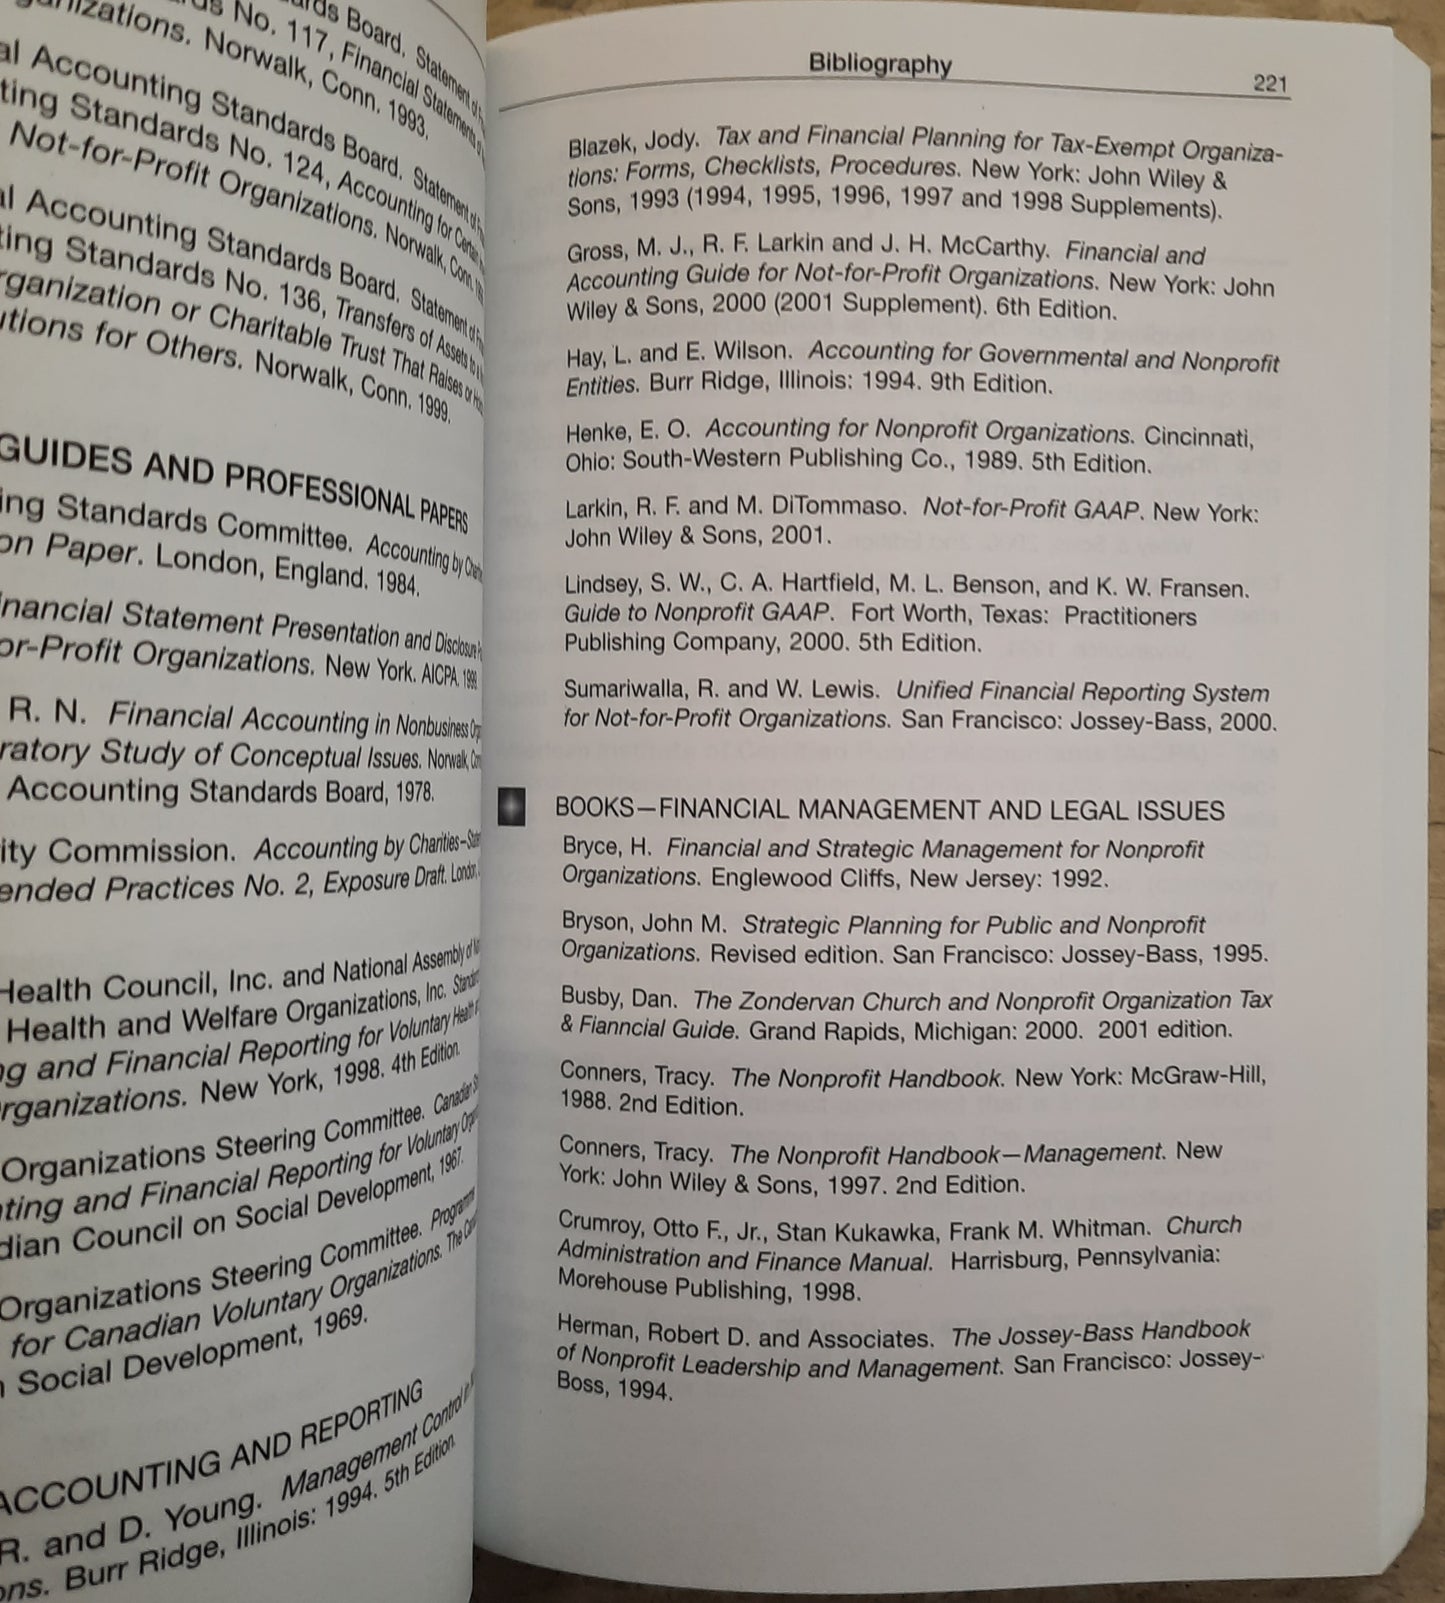 ards Board. Statement of
ds No. 117, Financial Statements of
nizations. Norwalk, Conn. 1993.
al Accounting Standards Board. Statement of
ting Standards No. 124, Accounting for Certain
Not-for-Profit Organizations. Norwalk, Conn.
al Accounting Standards Board. Statement of
ting Standards No. 136, Transfers of Assets to a
rganization or Charitable Trust That Raises or
utions for Others. Norwalk, Conn. 1999.
GUIDES AND PROFESSIONAL PAPERS
ing Standards Committee. Accounting by
on Paper. London, England. 1984.
inancial Statement Presentation and Disclosure
or-Profit Organizations. New York. AICPA.
R. N. Financial Accounting in Nonbusiness
ratory Study of Conceptual Issues. Norwalk,
Accounting Standards Board, 1978.
ity Commission. Accounting by Charities—
ended Practices No. 2, Exposure Draft. London,
Health Council, Inc. and National Assembly of
Health and Welfare Organizations, Inc.
ng and Financial Reporting for Voluntary Health
rganizations. New York, 1998. 4th Edition.
Organizations Steering Committee. Canadian
nting and Financial Reporting for Voluntary
dian Council on Social Development, 1967.
Organizations Steering Committee.
for Canadian Voluntary Organizations. The
n Social Development, 1969.
ACCOUNTING AND REPORTING
R. and D. Young. Management Control in
ons. Burr Ridge, Illinois: 1994. 5th Edition.
Bibliography
221
Blazek, Jody. Tax and Financial Planning for Tax-Exempt Organiza-
tions: Forms, Checklists, Procedures. New York: John Wiley &
Sons, 1993 (1994, 1995, 1996, 1997 and 1998 Supplements).
Gross, M. J., R. F. Larkin and J. H. McCarthy. Financial and
Accounting Guide for Not-for-Profit Organizations. New York: John
Wiley & Sons, 2000 (2001 Supplement). 6th Edition.
Hay, L. and E. Wilson. Accounting for Governmental and Nonprofit
Entities. Burr Ridge, Illinois: 1994. 9th Edition.
Henke, E. O. Accounting for Nonprofit Organizations. Cincinnati,
Ohio: South-Western Publishing Co., 1989. 5th Edition.
Larkin, R. F. and M. DiTommaso. Not-for-Profit GAAP. New York:
John Wiley & Sons, 2001.
Lindsey, S. W., C. A. Hartfield, M. L. Benson, and K. W. Fransen.
Guide to Nonprofit GAAP. Fort Worth, Texas: Practitioners
Publishing Company, 2000. 5th Edition.
Sumariwalla, R. and W. Lewis. Unified Financial Reporting System
for Not-for-Profit Organizations. San Francisco: Jossey-Bass, 2000.
BOOKS—FINANCIAL MANAGEMENT AND LEGAL ISSUES
Bryce, H. Financial and Strategic Management for Nonprofit
Organizations. Englewood Cliffs, New Jersey: 1992.
Bryson, John M. Strategic Planning for Public and Nonprofit
Organizations. Revised edition. San Francisco: Jossey-Bass, 1995.
Busby, Dan. The Zondervan Church and Nonprofit Organization Tax
& Fianncial Guide. Grand Rapids, Michigan: 2000. 2001 edition.
Conners, Tracy. The Nonprofit Handbook. New York: McGraw-Hill,
1988. 2nd Edition.
Conners, Tracy. The Nonprofit Handbook—Management. New
York: John Wiley & Sons, 1997. 2nd Edition.
Crumroy, Otto F., Jr., Stan Kukawka, Frank M. Whitman. Church
Administration and Finance Manual. Harrisburg, Pennsylvania:
Morehouse Publishing, 1998.
Herman, Robert D. and Associates. The Jossey-Bass Handbook
of Nonprofit Leadership and Management. San Francisco: Jossey-
Boss, 1994.